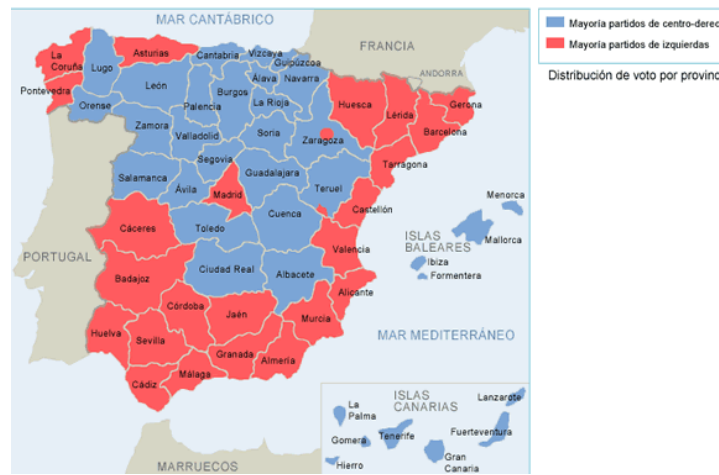 MAR CANTÁBRICO
Mayoría partidos de centro-derec
Mayoría partidos de izquierdas
Distribución de voto por provinc
FRANCIA
ANDORRA
La
Coruña
Lugo
Asturias
Cantabria
Vizcaya
Guipúzcoa
Álava
Navarra
Pontevedra
Orense
León
Palencia
Burgos
La Rioja
Huesca
Lérida
Gerona
Barcelona
Tarragona
Zamora
Valladolid
Soria
Zaragoza
Segovia
Salamanca
Ávila
Madrid
Guadalajara
Teruel
Castellón
Cáceres
Toledo
Cuenca
Valencia
PORTUGAL
Badajoz
Ciudad Real
Albacete
Alicante
Córdoba
Jaén
Murcia
Huelva
Sevilla
Granada
Almería
Málaga
Cádiz
Menorca
Mallorca
ISLAS
BALEARES
Ibiza
Formentera
MAR MEDITERRÁNEO
ISLAS
CANARIAS
La
Palma
Gomera
Hierro
Tenerife
Gran
Canaria
Fuerteventura
Lanzarote
MARRUECOS